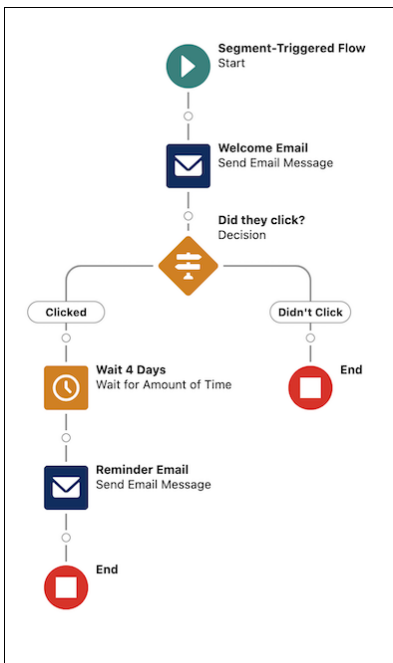 Segment-Triggered Flow
Start
Welcome Email
Send Email Message
Did they click?
Decision
Clicked
Didn't Click
Wait 4 Days
Wait for Amount of Time
End
Reminder Email
Send Email Message
End